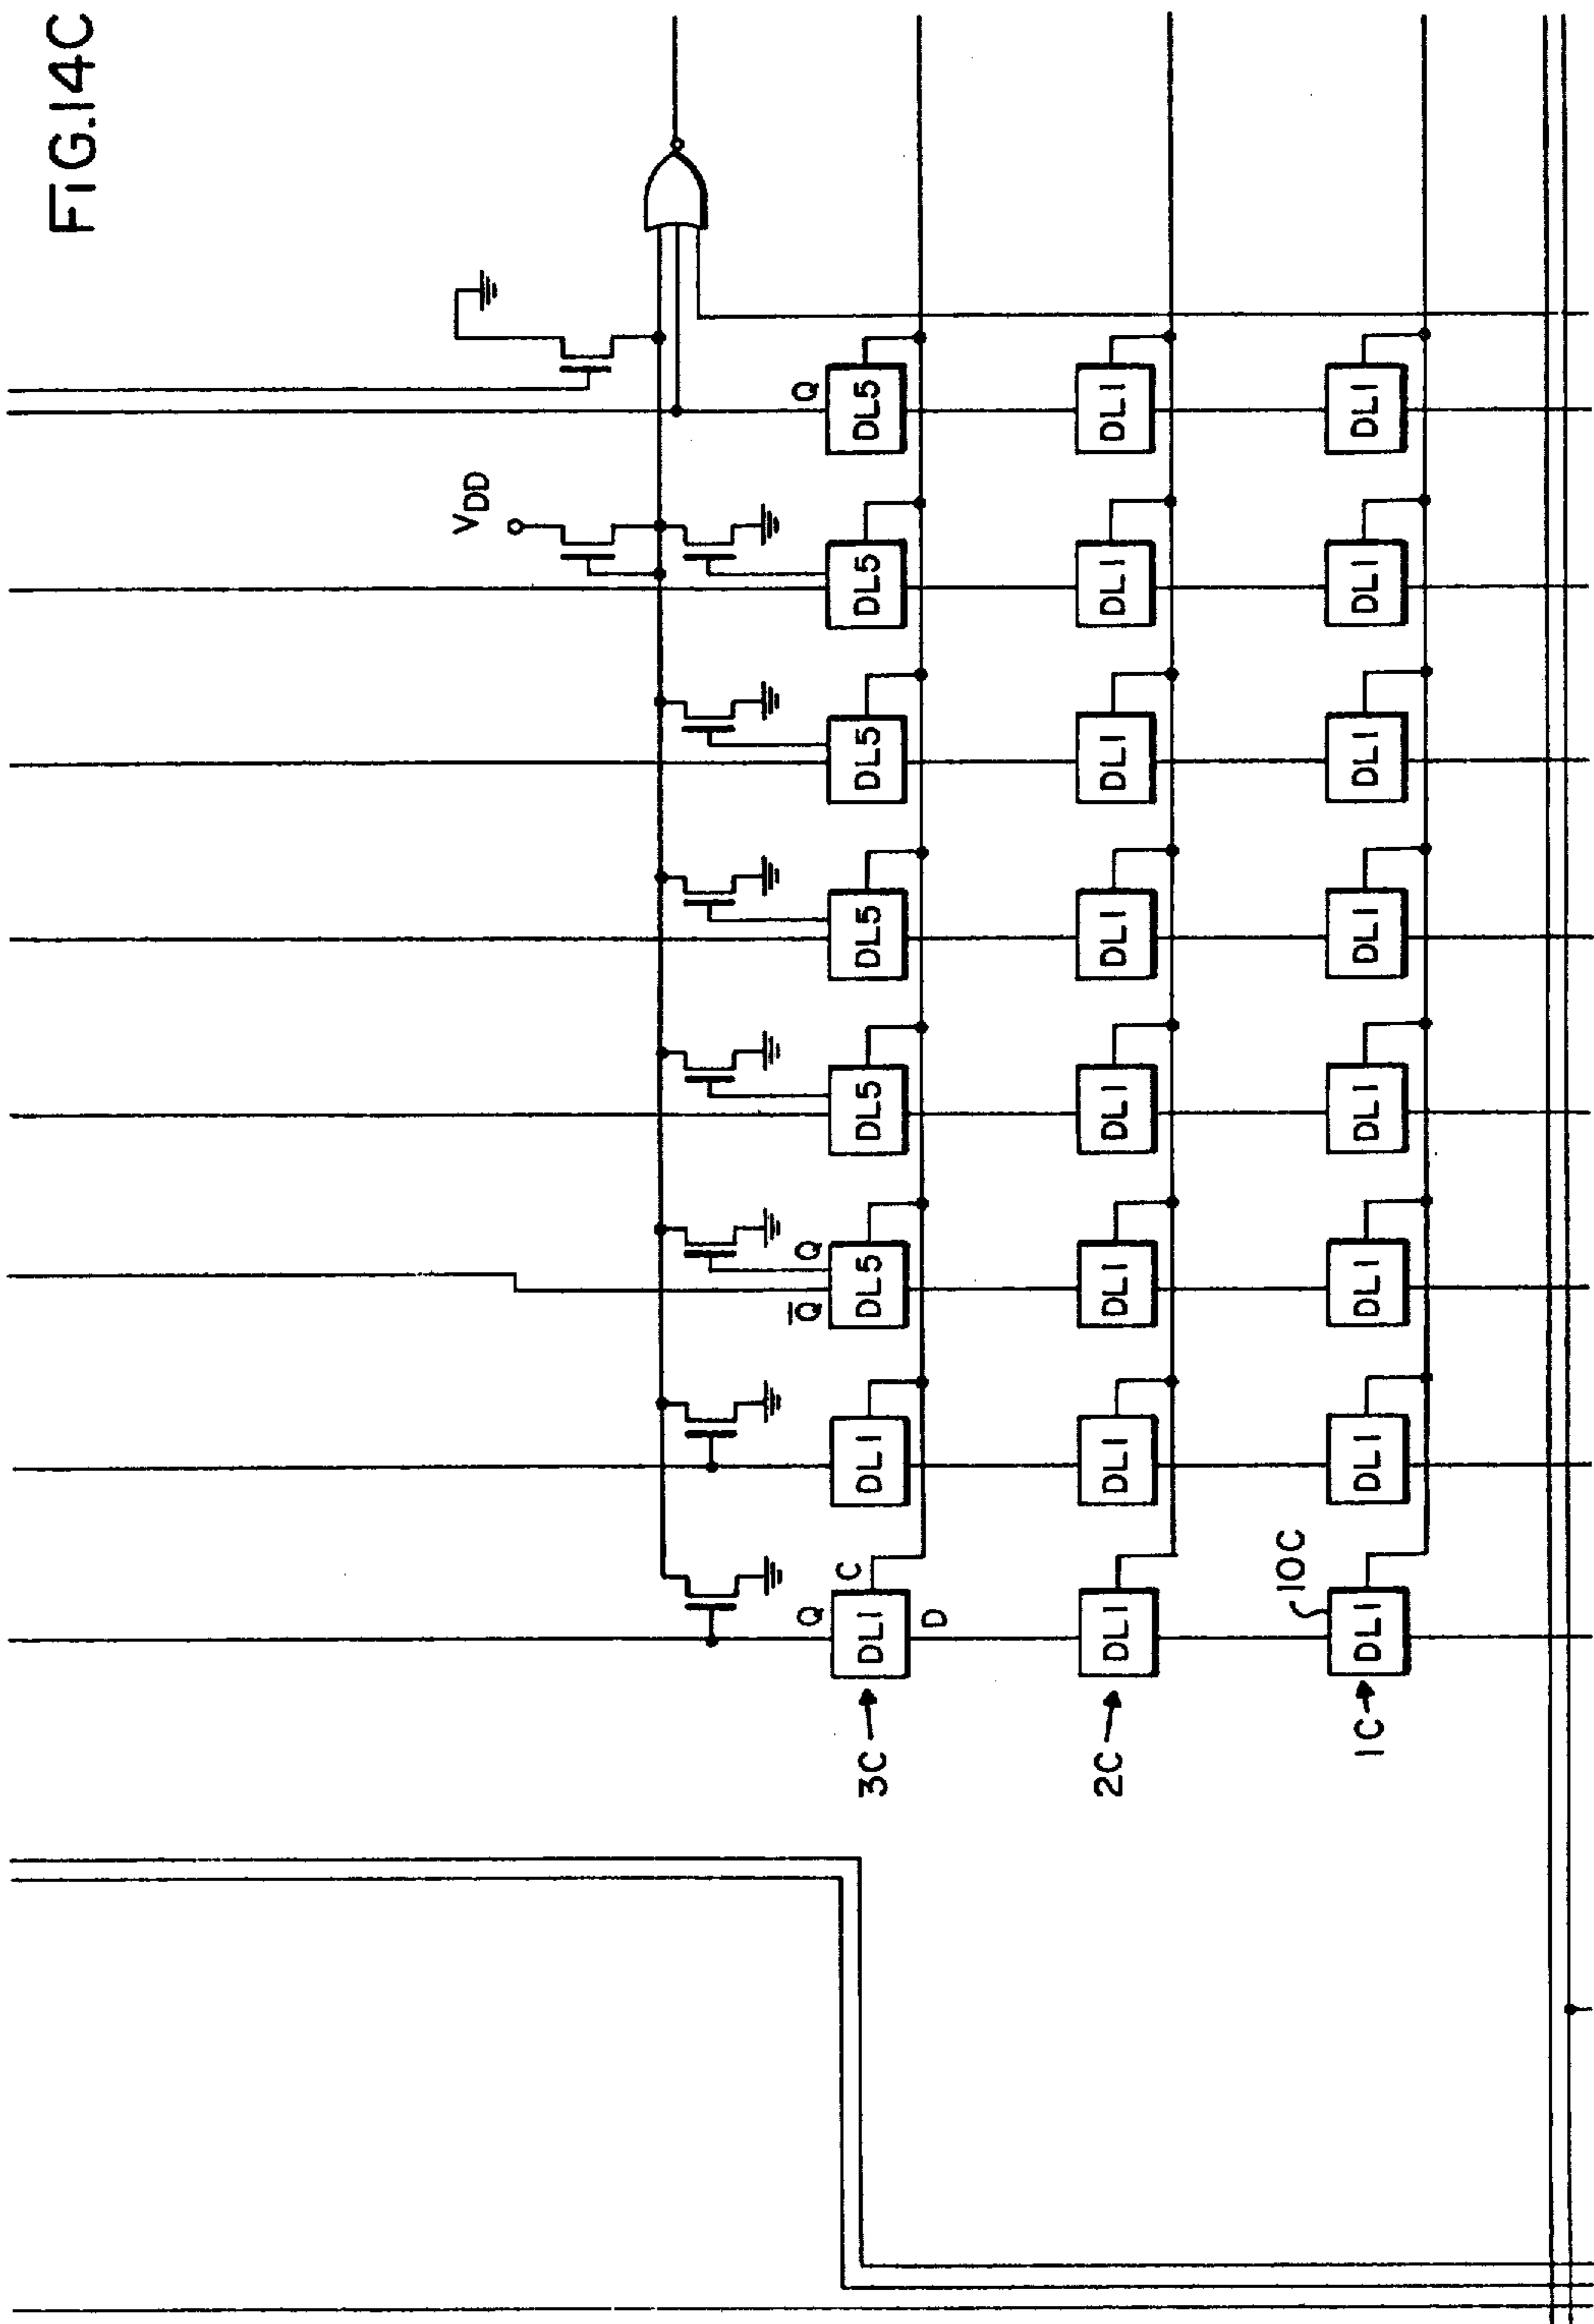 FIG.14C
VDD
Q Q̄ Q Q
C
3C DL1 DL1 DL5 DL5 DL5 DL5 DL5 DL5
D
2C DL1 DL1 DL1 DL1 DL1 DL1 DL1 DL1
10C
1C DL1 DL1 DL1 DL1 DL1 DL1 DL1 DL1